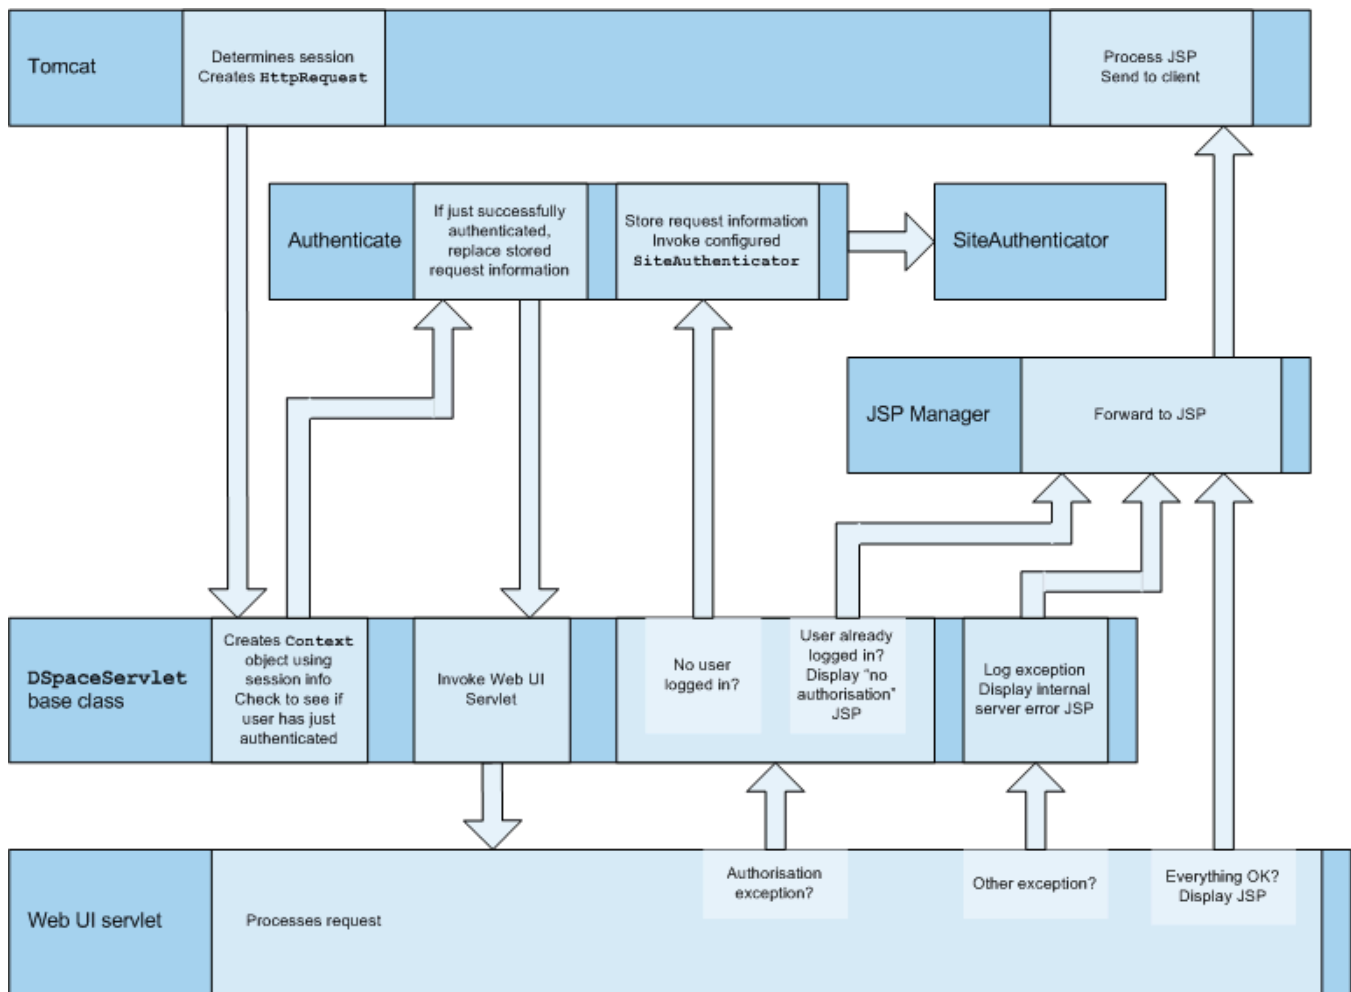 Tomcat
Determines session
Creates HttpRequest
Process JSP
Send to client
Authenticate
If just successfully
authenticated,
replace stored
request information
Store request information
Invoke configured
SiteAuthenticator
SiteAuthenticator
JSP Manager
Forward to JSP
DSpaceServlet
base class
Creates Context
object using
session info
Check to see if
user has just
authenticated
Invoke Web UI
Servlet
No user
logged in?
User already
logged in?
Display “no
authorisation”
JSP
Log exception
Display internal
server error JSP
Web UI servlet
Processes request
Authorisation
exception?
Other exception?
Everything OK?
Display JSP